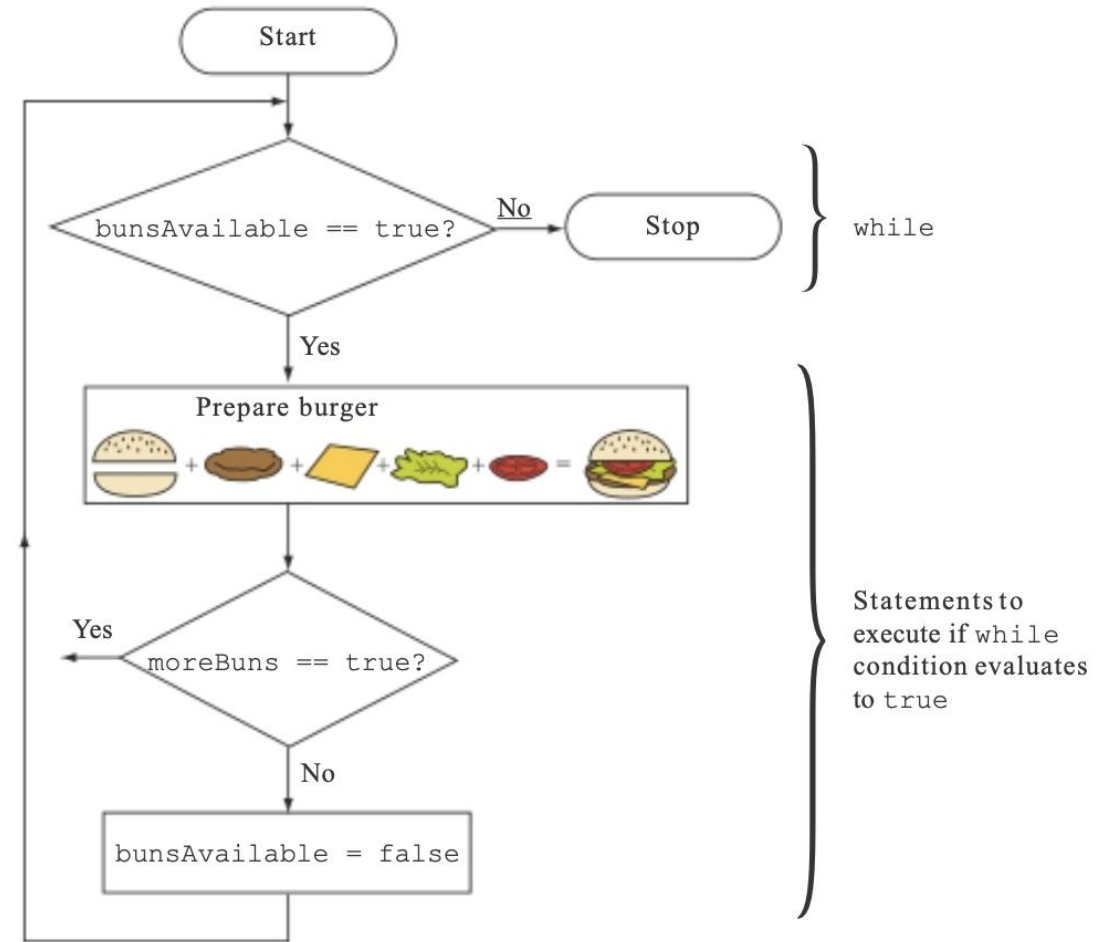 Start
bunsAvailable == true?
No
Stop
while
Yes
Prepare burger
+ + + + =
Yes
moreBuns == true?
Statements to
execute if while
condition evaluates
to true
No
bunsAvailable = false